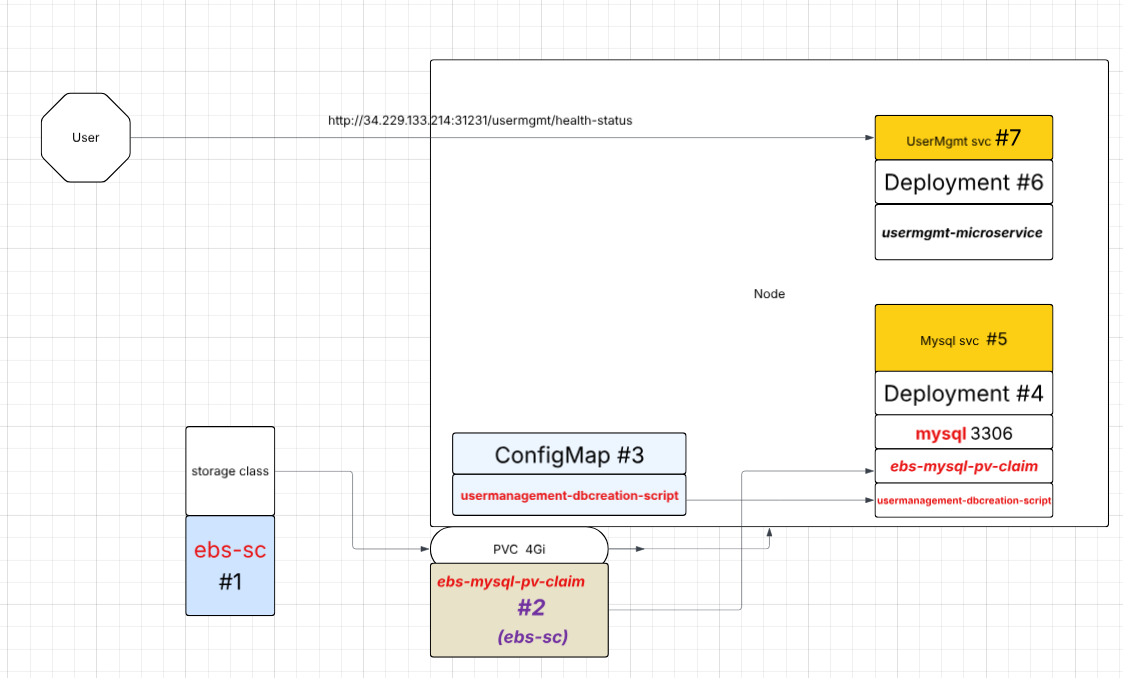 User
http://34.229.133.214:31231/usermgmt/health-status
UserMgmt svc #7
Deployment #6
usermgmt-microservice
Node
Mysql svc #5
Deployment #4
mysql 3306
ebs-mysql-pv-claim
usermanagement-dbcreation-script
ConfigMap #3
usermanagement-dbcreation-script
storage class
ebs-sc
#1
PVC 4Gi
ebs-mysql-pv-claim
#2
(ebs-sc)